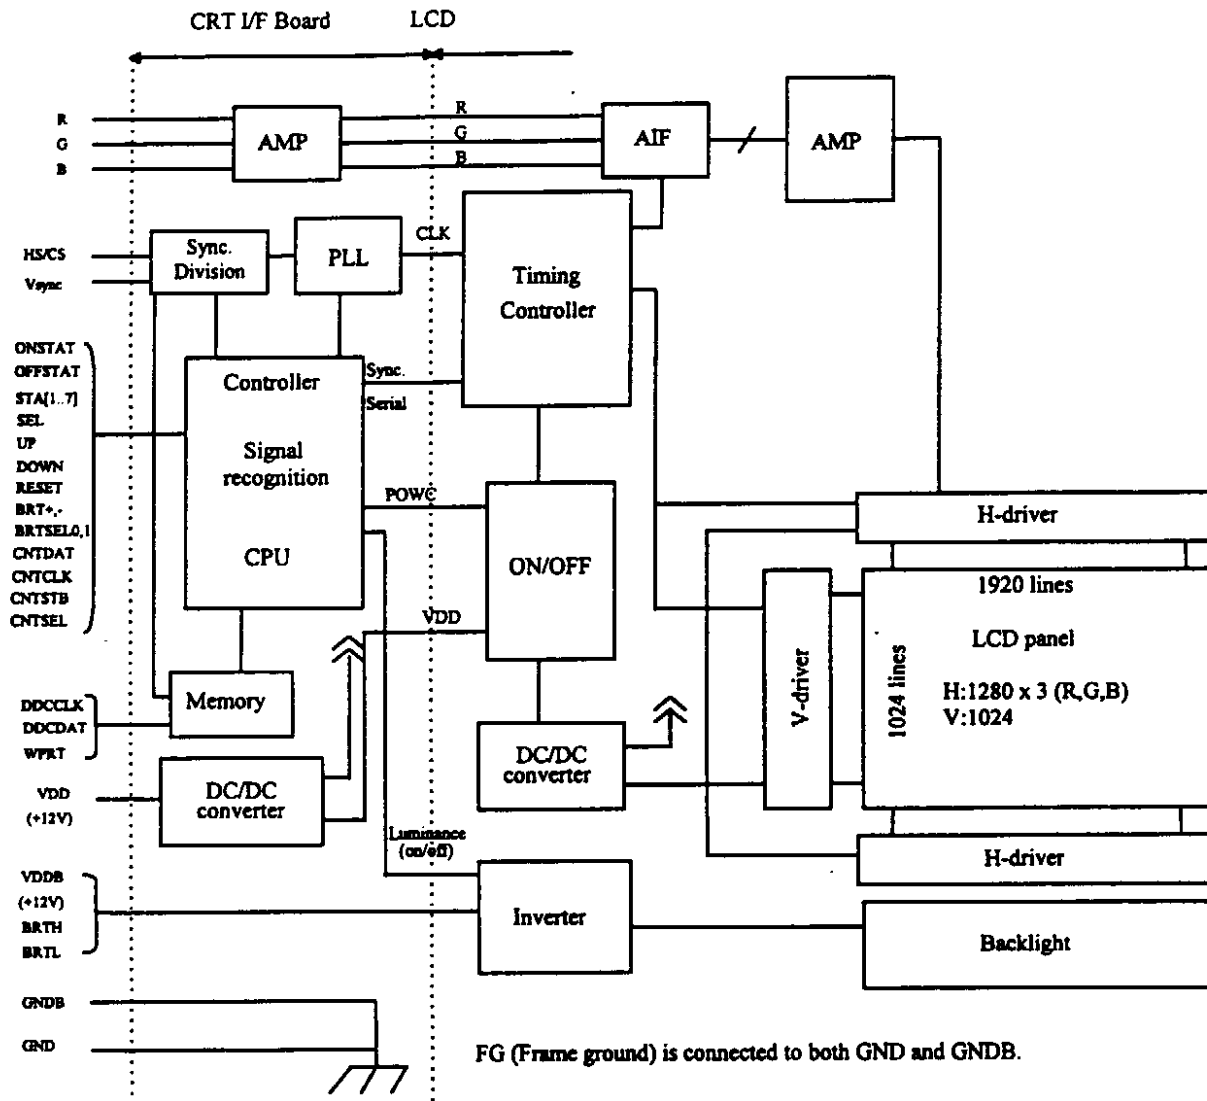 CRT I/F Board
LCD
R
G
B
AMP
R
G
B
AIF
AMP
HS/CS
Vsync
Sync.
Division
PLL
CLK
Timing
Controller
ONSTAT
OFFSTAT
STA[1..7]
SEL
UP
DOWN
RESET
BRT+,-
BRTSEL0,1
CNTDAT
CNTCLK
CNTSTB
CNTSEL
Controller
Signal
recognition
CPU
Sync.
Serial
POWC
ON/OFF
VDD
H-driver
V-driver
1920 lines
1024 lines
LCD panel
H:1280 x 3 (R,G,B)
V:1024
DDCCLK
DDCDAT
WPRT
Memory
VDD
(+12V)
DC/DC
converter
DC/DC
converter
Luminance
(on/off)
H-driver
VDDB
(+12V)
BRTH
BRTL
Inverter
Backlight
GNDB
GND
FG (Frame ground) is connected to both GND and GNDB.